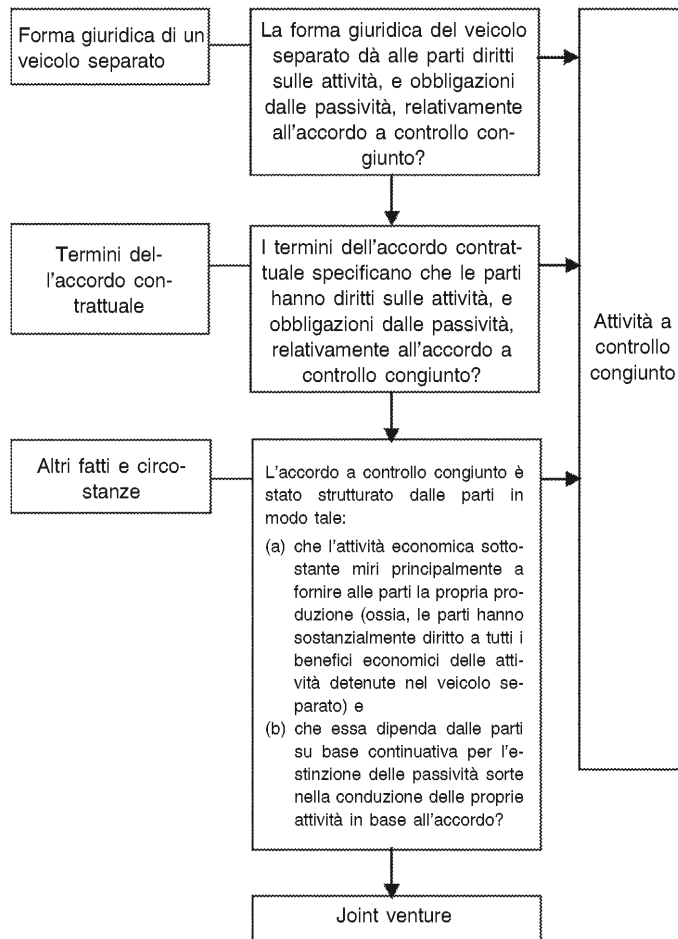 Forma giuridica di un
veicolo separato
La forma giuridica del veicolo
separato dà alle parti diritti
sulle attività, e obbligazioni
dalle passività, relativamente
all'accordo a controllo con-
giunto?
Termini del-
l'accordo con-
trattuale
I termini dell'accordo contrat-
tuale specificano che le parti
hanno diritti sulle attività, e
obbligazioni dalle passività,
relativamente all'accordo a
controllo congiunto?
Attività a
controllo
congiunto
Altri fatti e circo-
stanze
L'accordo a controllo congiunto è
stato strutturato dalle parti in
modo tale:
(a) che l'attività economica sotto-
stante miri principalmente a
fornire alle parti la propria pro-
duzione (ossia, le parti hanno
sostanzialmente diritto a tutti i
benefici economici delle atti-
vità detenute nel veicolo se-
parato) e
(b) che essa dipenda dalle parti
su base continuativa per l'e-
stinzione delle passività sorte
nella conduzione delle proprie
attività in base all'accordo?
Joint venture